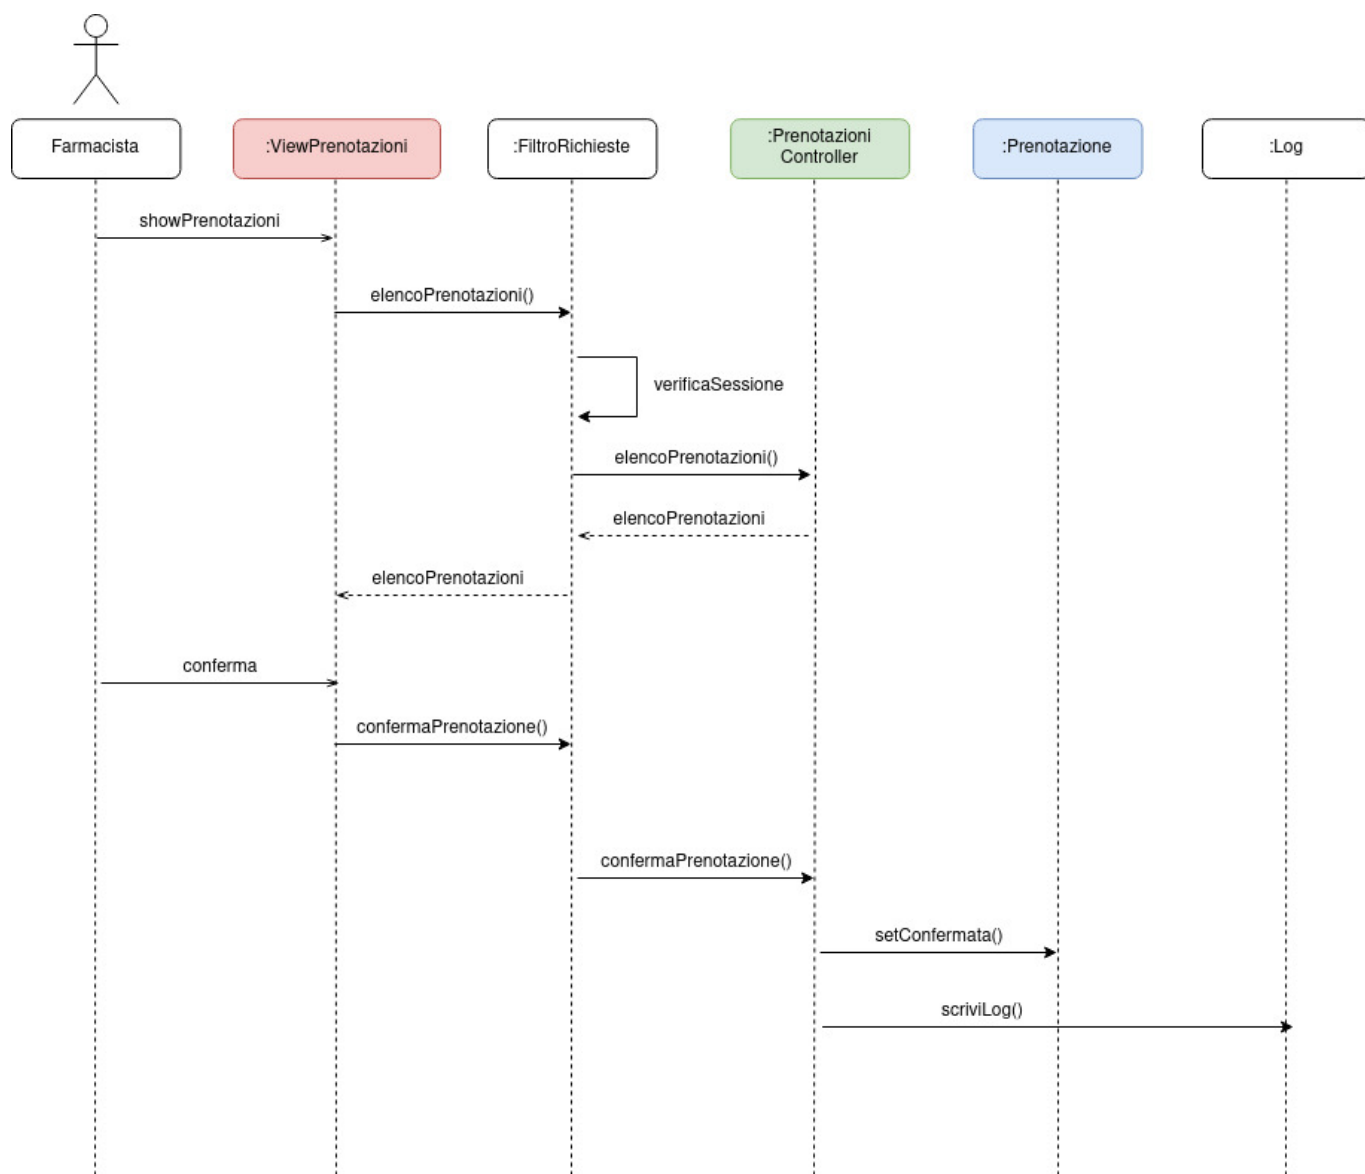 Farmacista
:ViewPrenotazioni
:FiltroRichieste
:Prenotazioni
Controller
:Prenotazione
:Log
showPrenotazioni
elencoPrenotazioni()
verificaSessione
elencoPrenotazioni()
elencoPrenotazioni
elencoPrenotazioni
conferma
confermaPrenotazione()
confermaPrenotazione()
setConfermata()
scriviLog()